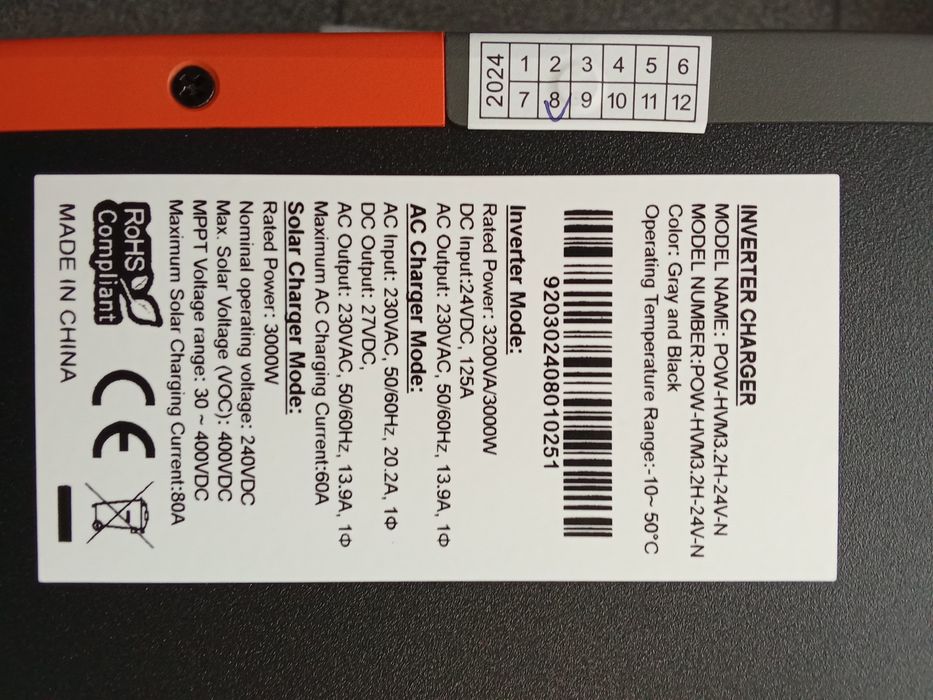 2024
1 2 3 4 5 6
7 8 9 10 11 12
INVERTER CHARGER
MODEL NAME: POW-HVM3.2H-24V-N
MODEL NUMBER:POW-HVM3.2H-24V-N
Color: Gray and Black
Operating Temperature Range:-10~ 50°C
92030240801025​1
Inverter Mode:
Rated Power: 3200VA/3000W
DC Input:24VDC, 125A
AC Output: 230VAC, 50/60Hz, 13.9A, 1Φ
AC Charger Mode:
AC Input: 230VAC, 50/60Hz, 20.2A, 1Φ
DC Output: 27VDC,
AC Output: 230VAC, 50/60Hz, 13.9A, 1Φ
Maximum AC Charging Current:60A
Solar Charger Mode:
Rated Power: 3000W
Nominal operating voltage: 240VDC
Max. Solar Voltage (VOC): 400VDC
MPPT Voltage range: 30 ~ 400VDC
Maximum Solar Charging Current:80A
RoHS
Compliant
CE
MADE IN CHINA